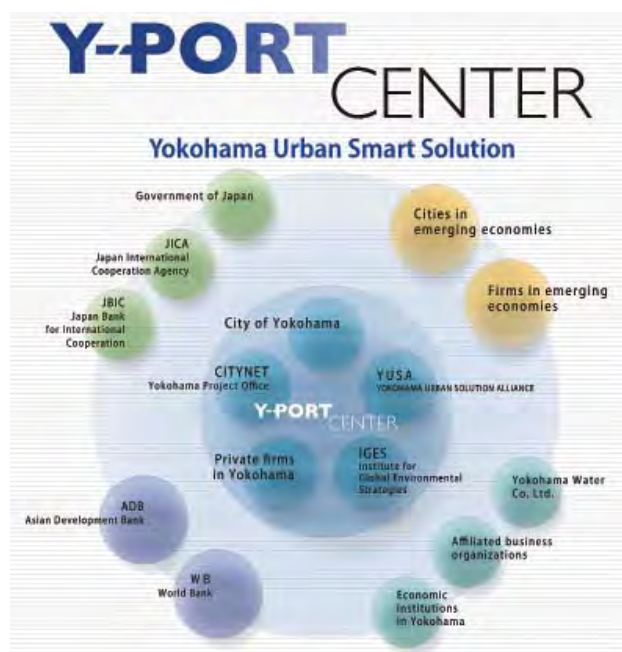 Y-PORT
CENTER
Yokohama Urban Smart Solution
Government of Japan
JICA
Japan International
Cooperation Agency
JBIC
Japan Bank
for International
Cooperation
Cities in
emerging economies
Firms in emerging
economies
City of Yokohama
CITYNET
Yokohama Project Office
YUSA
YOKOHAMA URBAN SOLUTION ALLIANCE
Y-PORT
CENTER
Private firms
in Yokohama
IGES
Institute for
Global Environmental
Strategies
ADB
Asian Development Bank
WB
World Bank
Yokohama Water
Co. Ltd.
Affiliated business
organizations
Economic
institutions
in Yokohama